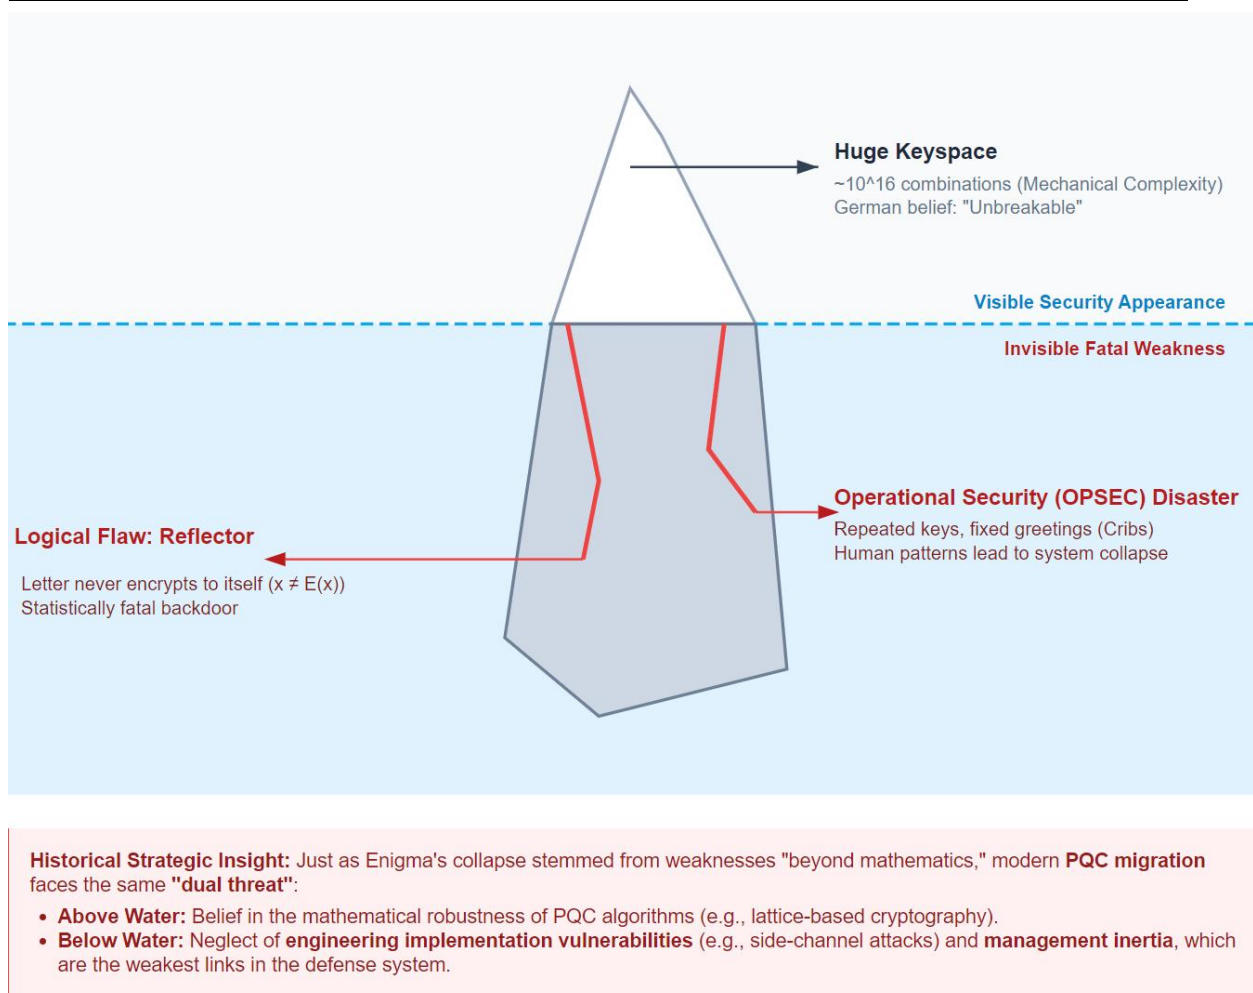 Huge Keyspace
~10^16 combinations (Mechanical Complexity)
German belief: "Unbreakable"
Visible Security Appearance
Invisible Fatal Weakness
Operational Security (OPSEC) Disaster
Repeated keys, fixed greetings (Cribs)
Human patterns lead to system collapse
Logical Flaw: Reflector
Letter never encrypts to itself (x ≠ E(x))
Statistically fatal backdoor
Historical Strategic Insight: Just as Enigma's collapse stemmed from weaknesses "beyond mathematics," modern PQC migration
faces the same "dual threat":
• Above Water: Belief in the mathematical robustness of PQC algorithms (e.g., lattice-based cryptography).
• Below Water: Neglect of engineering implementation vulnerabilities (e.g., side-channel attacks) and management inertia, which
are the weakest links in the defense system.